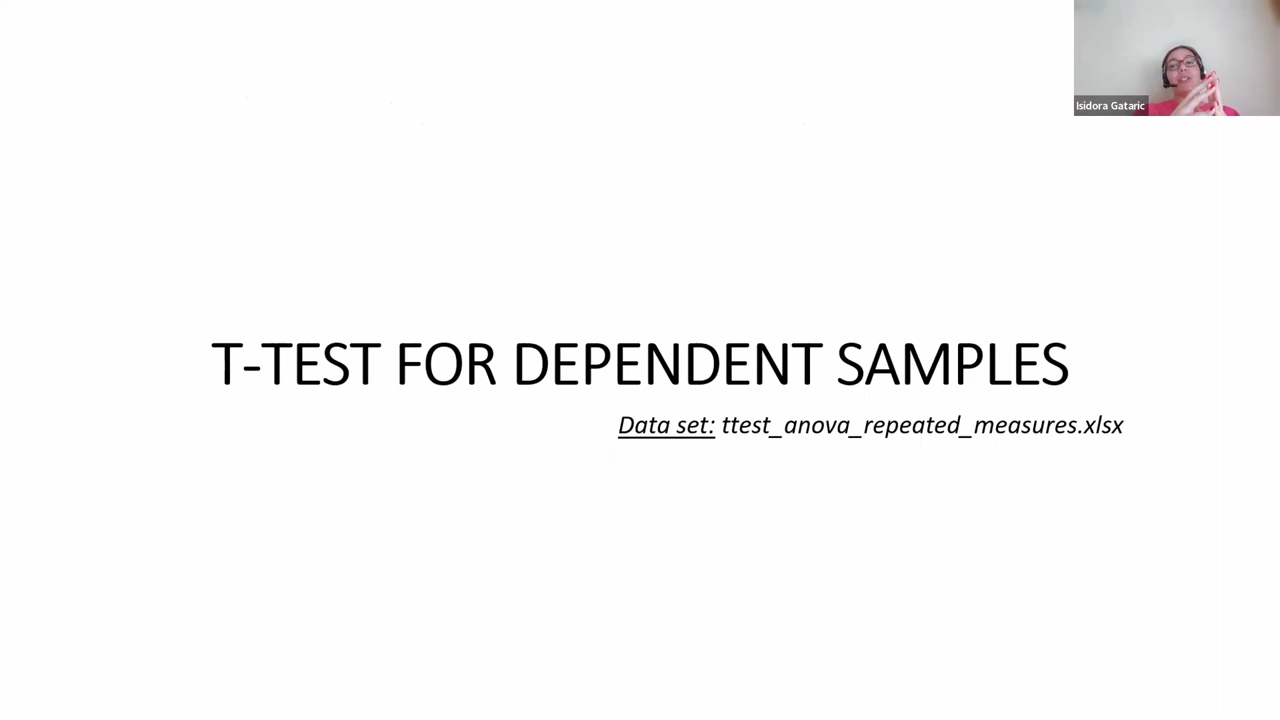 Isidora Gataric
T-TEST FOR DEPENDENT SAMPLES
Data set: ttest_anova_repeated_measures.xlsx